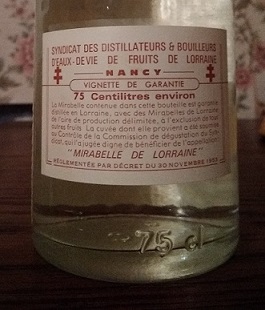 SYNDICAT DES DISTILLATEURS & BOUILLEURS
D'EAUX-DE VIE DE FRUITS DE LORRAINE
NANCY
VIGNETTE DE GARANTIE
75 Centilitres environ
La Mirabelle contenue dans cette bouteille est garantie
distillée en Lorraine, avec des Mirabelles de Lorraine
de l'aire de production délimitée, à l'exclusion de tous
autres fruits. La cuvée dont elle provient a été soumise
au Contrôle de la Commission de dégustation du Syndicat, qui l'a jugée digne de bénéficier de l'appellation
"MIRABELLE DE LORRAINE"
RÉGLEMENTÉE PAR DÉCRET DU 30 NOVEMBRE
75 cl